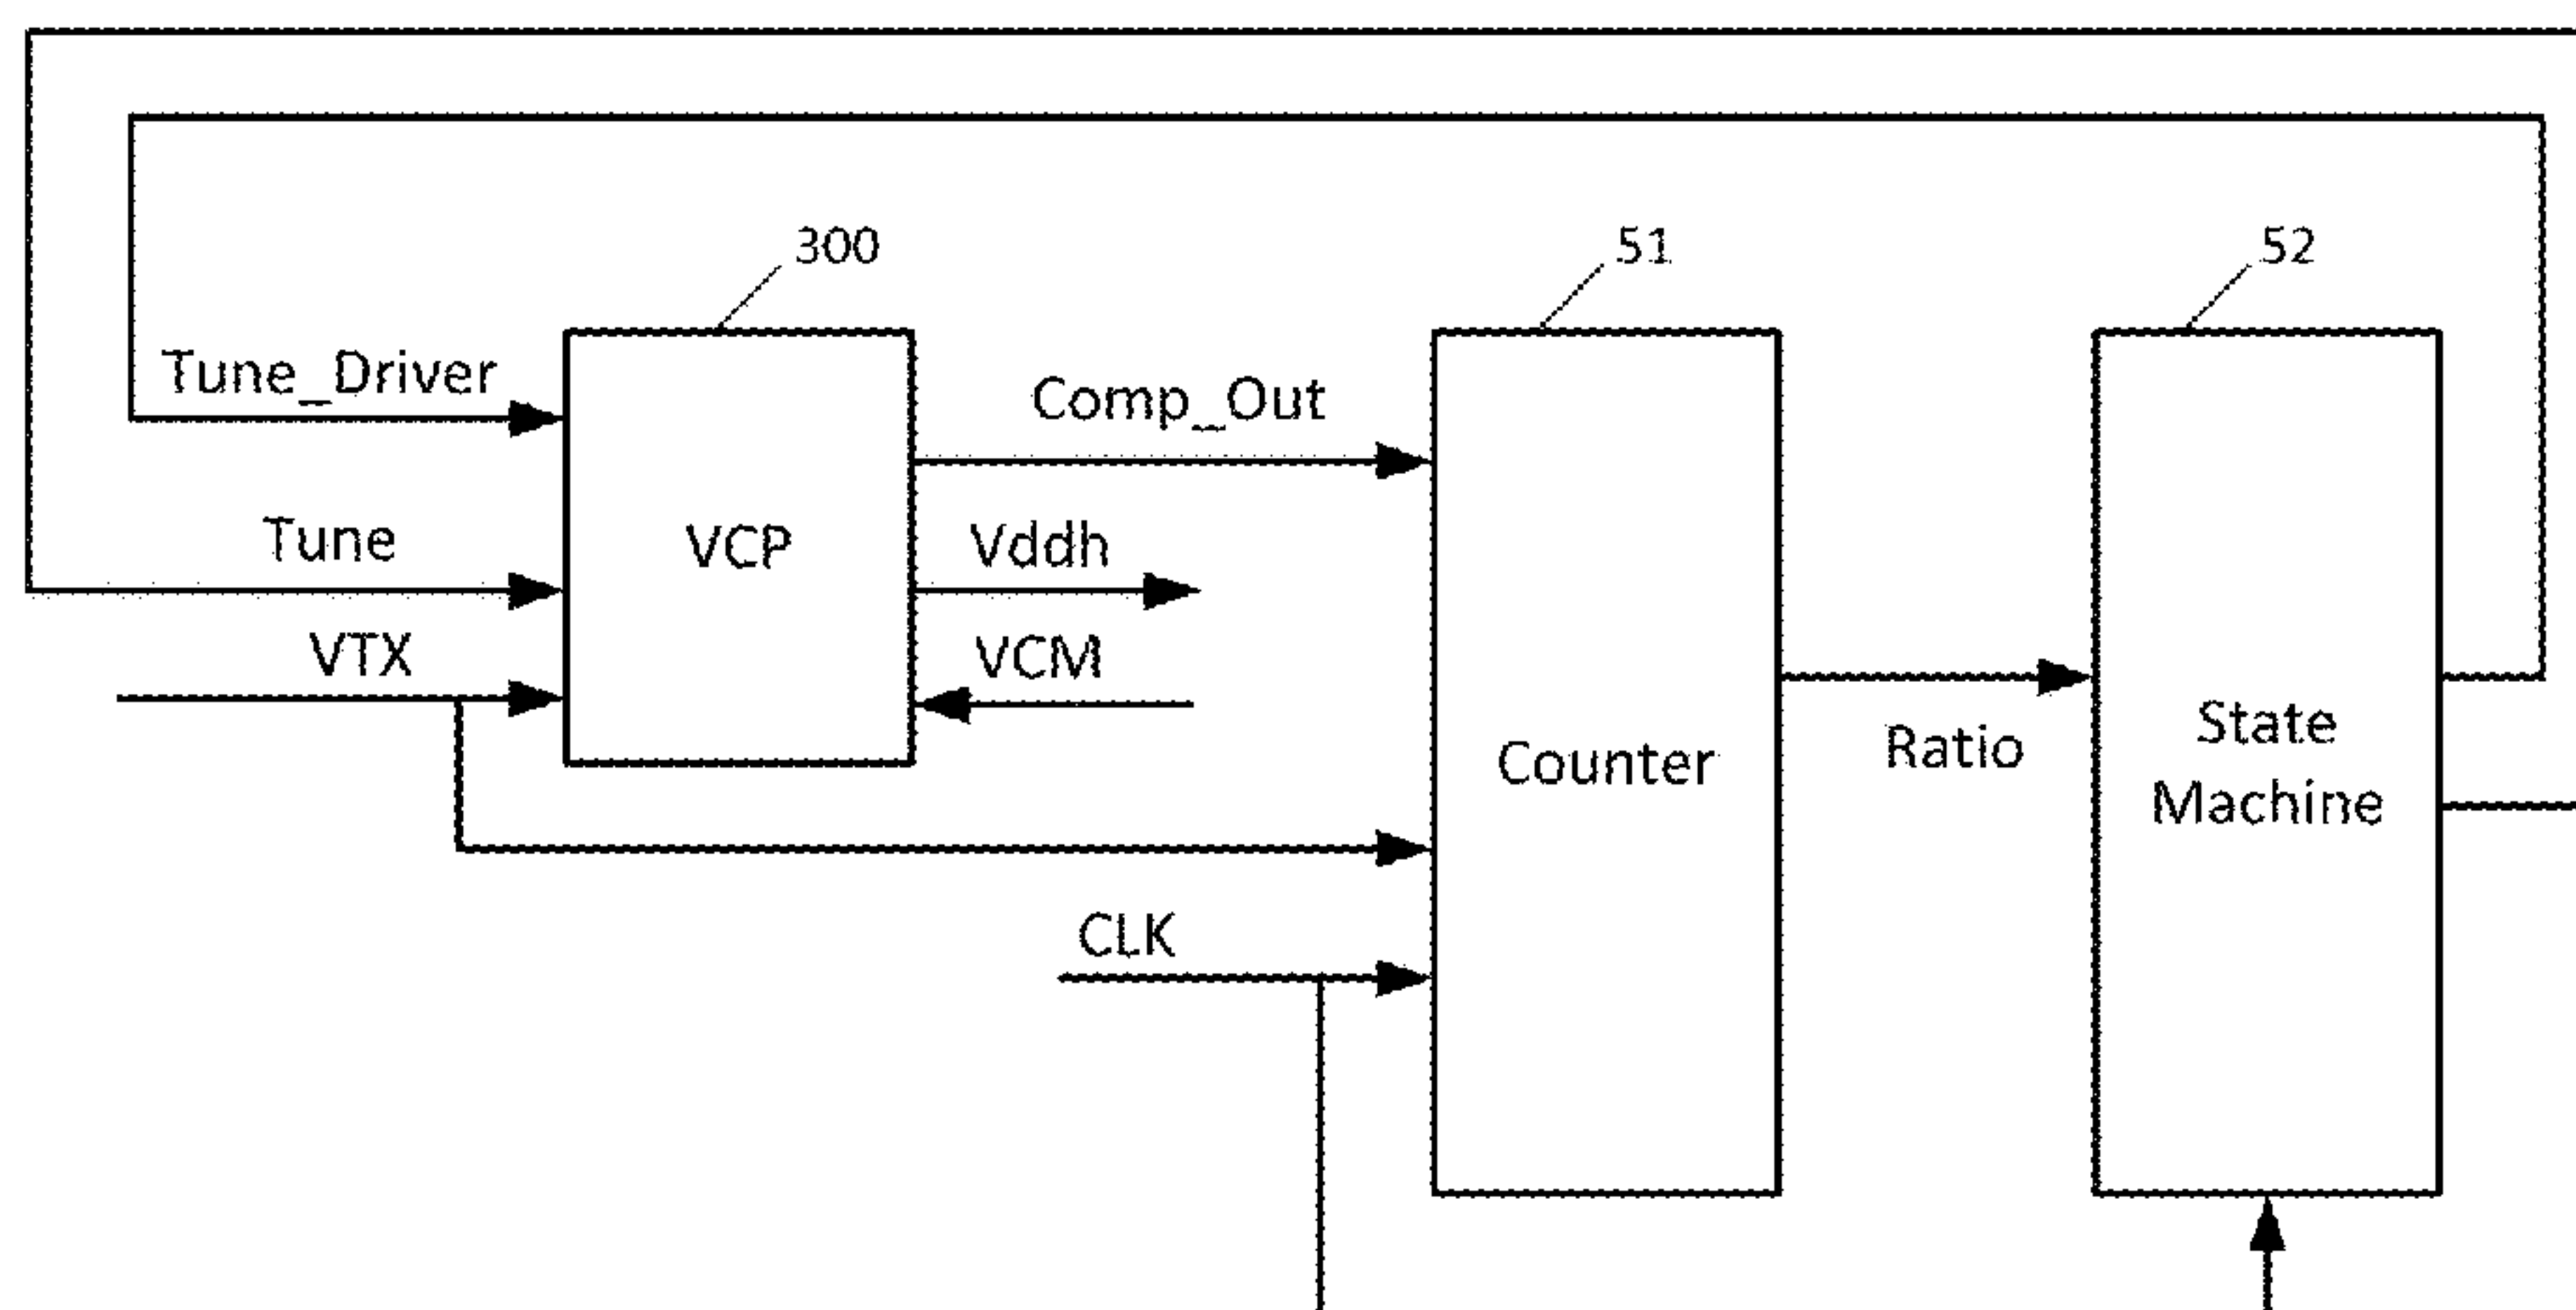 300
51
52
Tune_Driver
Comp_Out
Tune
VCP
Vddh
VTX
VCM
Counter
Ratio
State
Machine
CLK